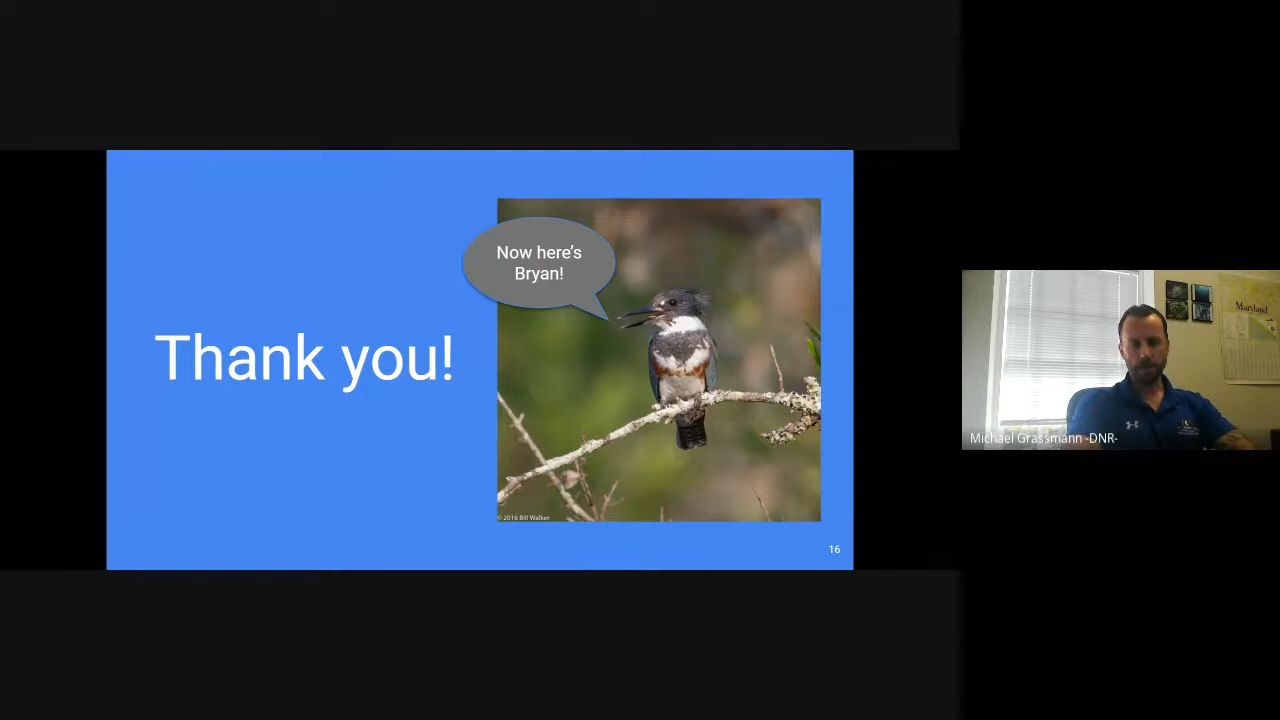 Now here's
Bryan!
Thank you!
© 2016 Bill Walker
16
Maryland
Michael Grassmann -DNR-